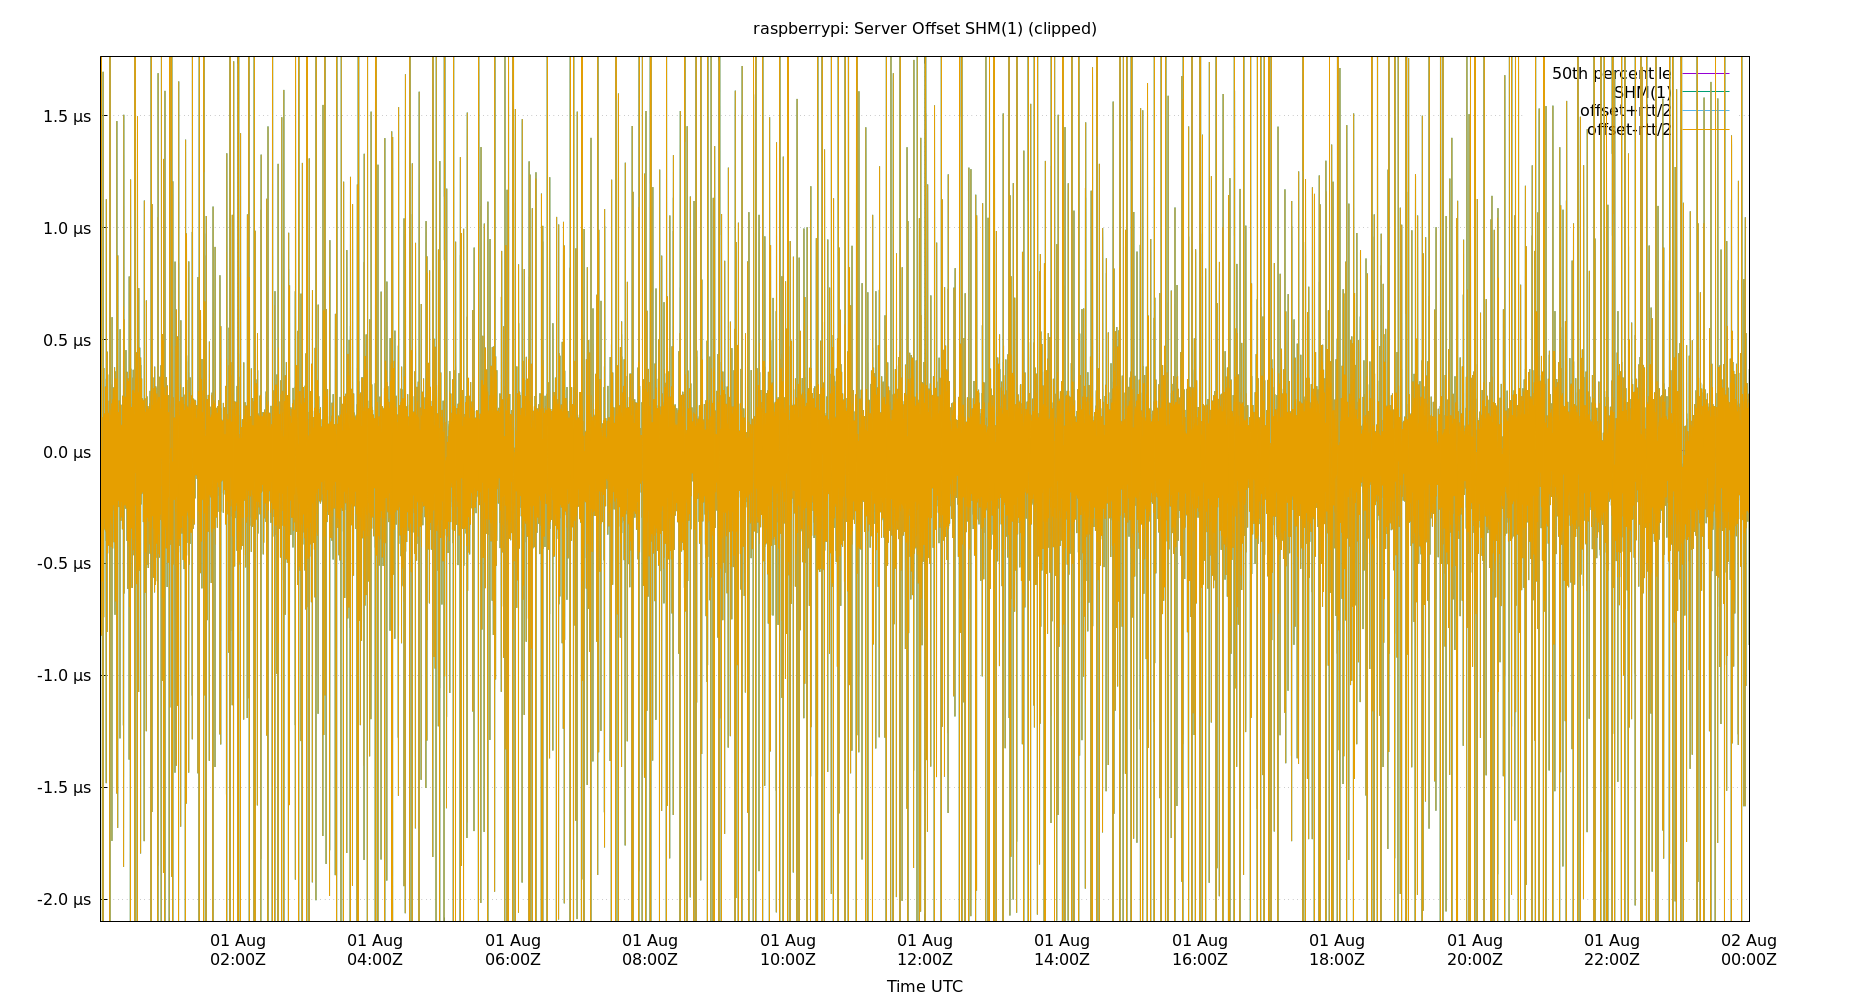 raspberrypi: Server Offset SHM(1) (clipped)
50th percentile
SHM(1)
offset+rtt/2
offset-rtt/2
1.5 µs
1.0 µs
0.5 µs
0.0 µs
-0.5 µs
-1.0 µs
-1.5 µs
-2.0 µs
01 Aug 01 Aug 01 Aug 01 Aug 01 Aug 01 Aug 01 Aug 01 Aug 01 Aug 01 Aug 01 Aug 02 Aug
02:00Z 04:00Z 06:00Z 08:00Z 10:00Z 12:00Z 14:00Z 16:00Z 18:00Z 20:00Z 22:00Z 00:00Z
Time UTC